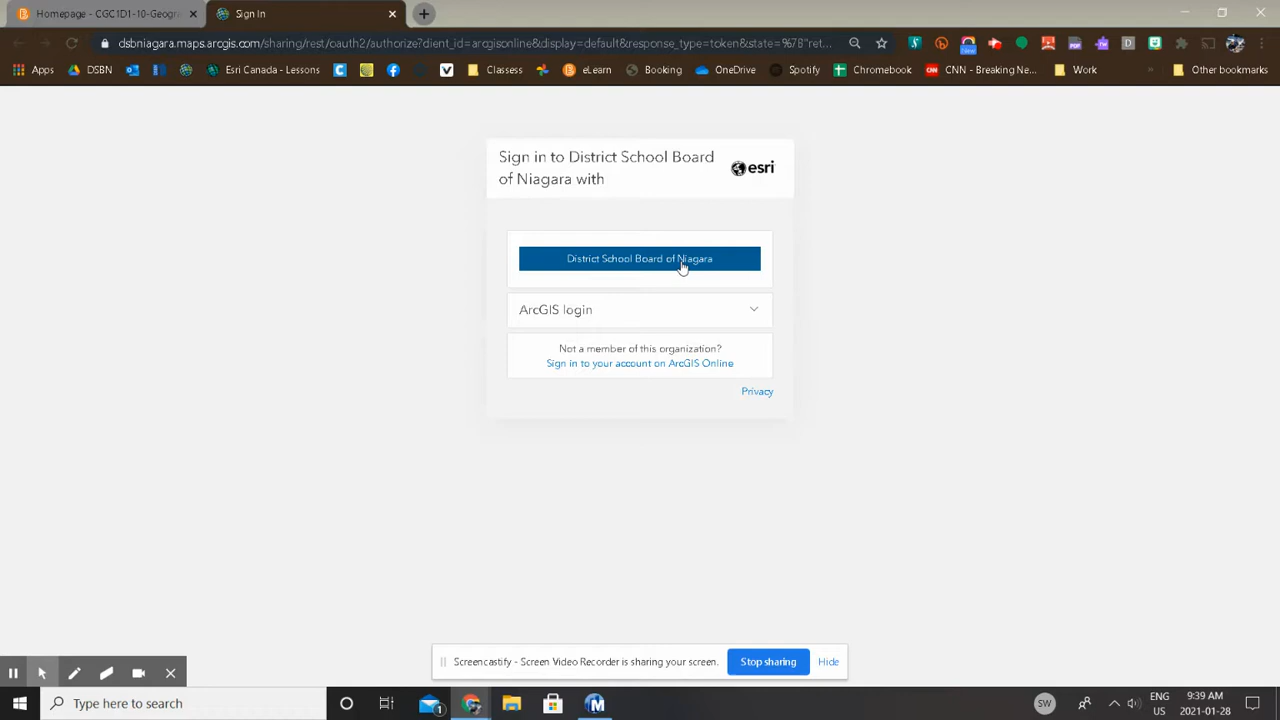 Homepage - CGC1D1-10-Geogra
Sign In
dsbniagara.maps.arcgis.com/sharing/rest/oauth2/authorize?client_id=arcgisonline&display=default&response_type=token&state=%7B"ret...
Apps
DSBN
Esri Canada - Lessons
Classess
eLearn
Booking
OneDrive
Spotify
Chromebook
CNN - Breaking Ne...
Work
»
Other bookmarks
Sign in to District School Board
of Niagara with
esri
District School Board of Niagara
ArcGIS login
Not a member of this organization?
Sign in to your account on ArcGIS Online
Privacy
Screencastify - Screen Video Recorder is sharing your screen.
Stop sharing
Hide
Type here to search
SW
ENG
US
9:39 AM
2021-01-28